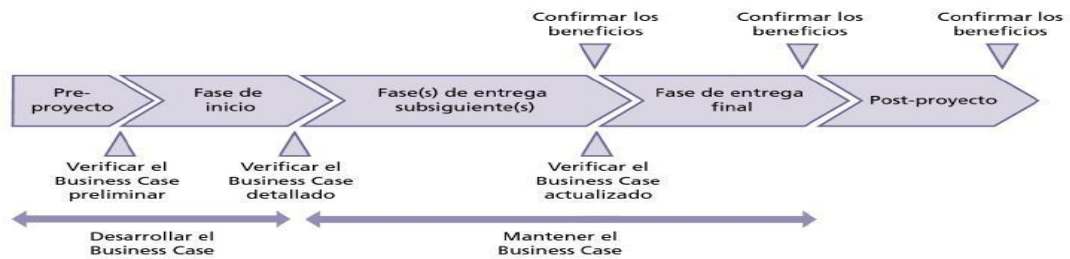 Confirmar los
beneficios
Confirmar los
beneficios
Confirmar los
beneficios
Pre-
proyecto
Fase de
inicio
Fase(s) de entrega
subsiguiente(s)
Fase de entrega
final
Post-proyecto
Verificar el
Business Case
preliminar
Verificar el
Business Case
detallado
Verificar el
Business Case
actualizado
Desarrollar el
Business Case
Mantener el
Business Case